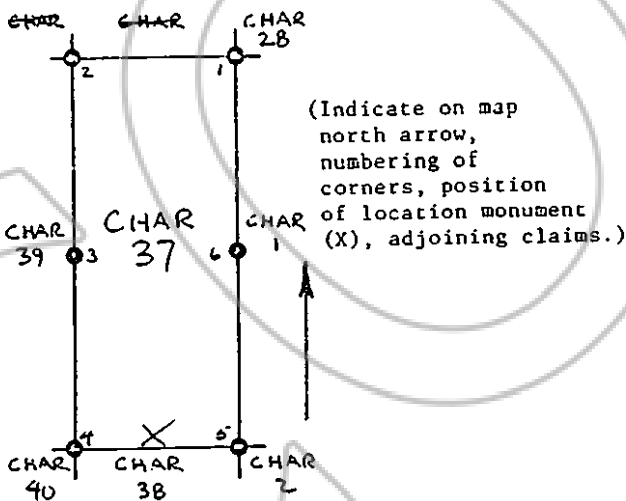 CHAR CHAR CHAR
28
2 1
(Indicate on map
north arrow,
numbering of
corners, position
of location monument
(X), adjoining claims.)
CHAR 39
3
CHAR 37
6
CHAR 1
4 X 5
CHAR 40
CHAR 38
CHAR 2